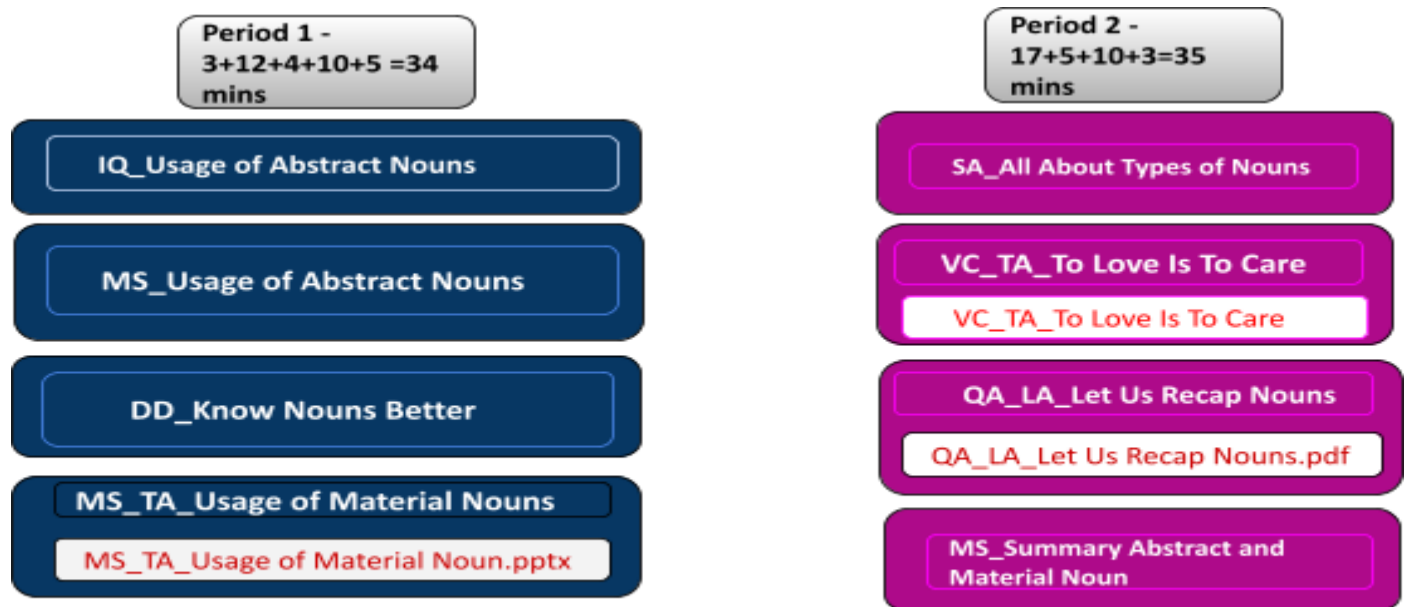 Period 1 -
3+12+4+10+5 =34
mins
IQ_Usage of Abstract Nouns
MS_Usage of Abstract Nouns
DD_Know Nouns Better
MS_TA_Usage of Material Nouns
MS_TA_Usage of Material Noun.pptx
Period 2 -
17+5+10+3=35
mins
SA_All About Types of Nouns
VC_TA_To Love Is To Care
VC_TA_To Love Is To Care
QA_LA_Let Us Recap Nouns
QA_LA_Let Us Recap Nouns.pdf
MS_Summary Abstract and
Material Noun